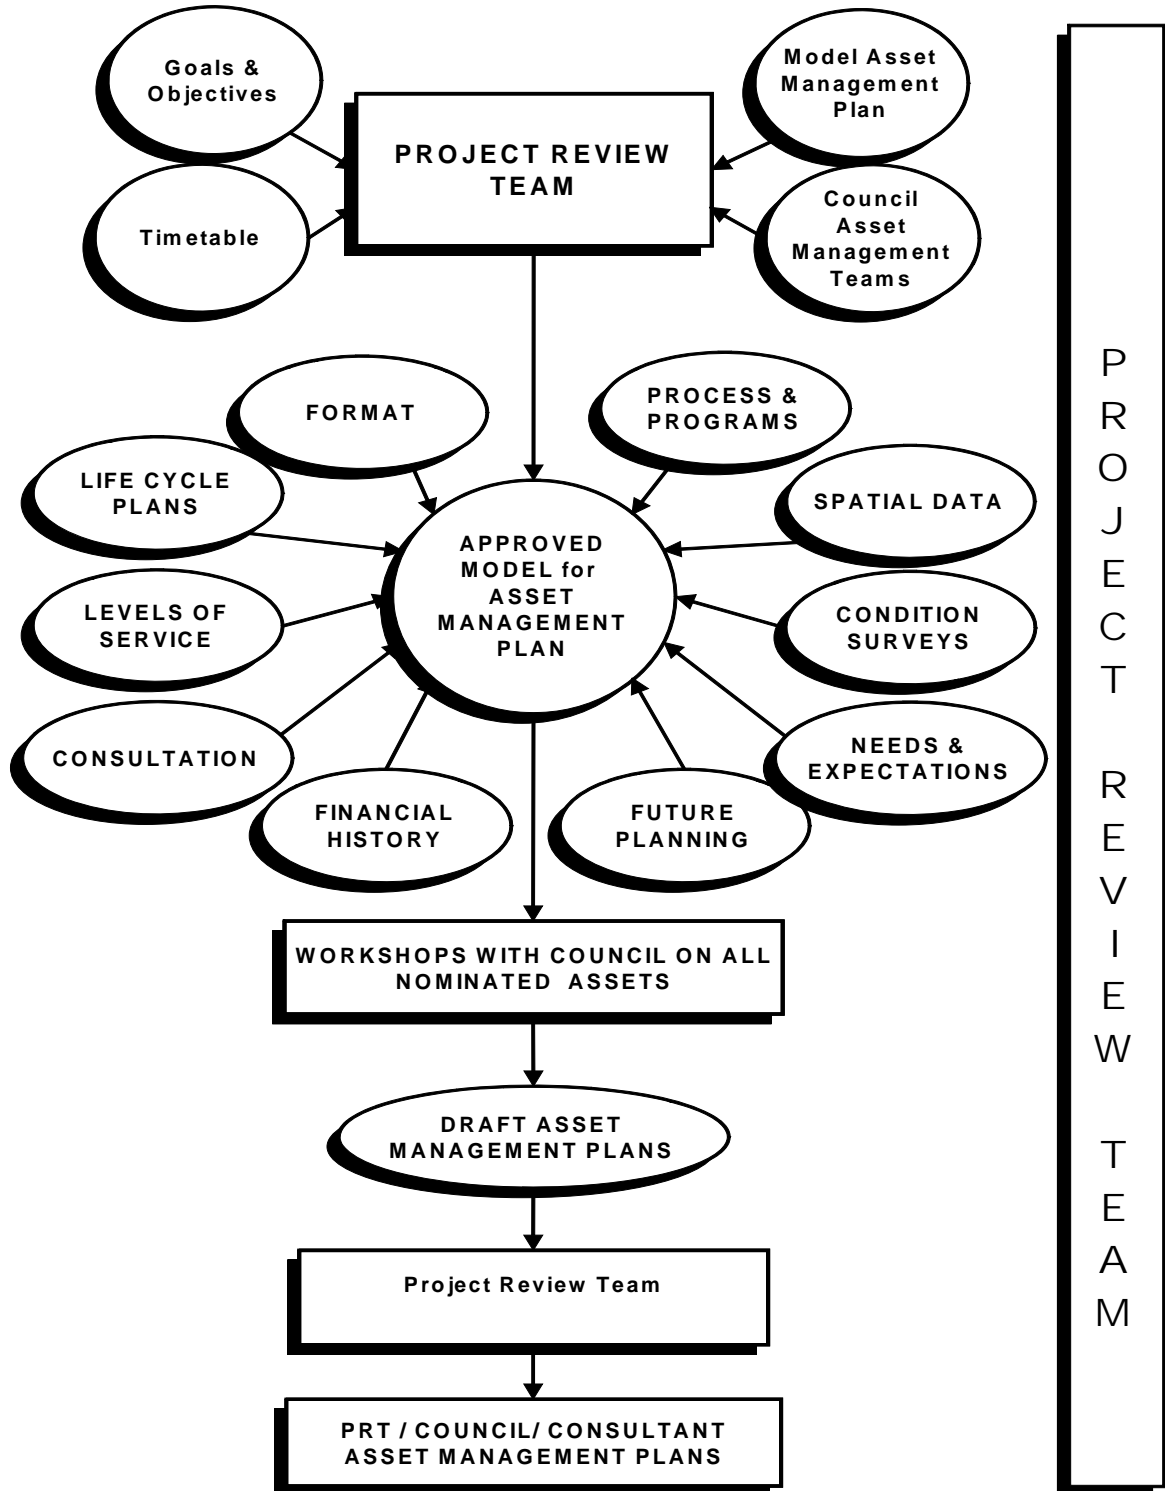 Goals &
Objectives
Model Asset
Management
Plan
PROJECT REVIEW
TEAM
Timetable
Council
Asset
Management
Teams
FORMAT
PROCESS &
PROGRAMS
LIFE CYCLE
PLANS
SPATIAL DATA
APPROVED
MODEL for
ASSET
MANAGEMENT
PLAN
LEVELS OF
SERVICE
CONDITION
SURVEYS
CONSULTATION
NEEDS &
EXPECTATIONS
FINANCIAL
HISTORY
FUTURE
PLANNING
WORKSHOPS WITH COUNCIL ON ALL
NOMINATED ASSETS
DRAFT ASSET
MANAGEMENT PLANS
Project Review Team
PRT / COUNCIL/ CONSULTANT
ASSET MANAGEMENT PLANS
PROJECT REVIEW TEAM